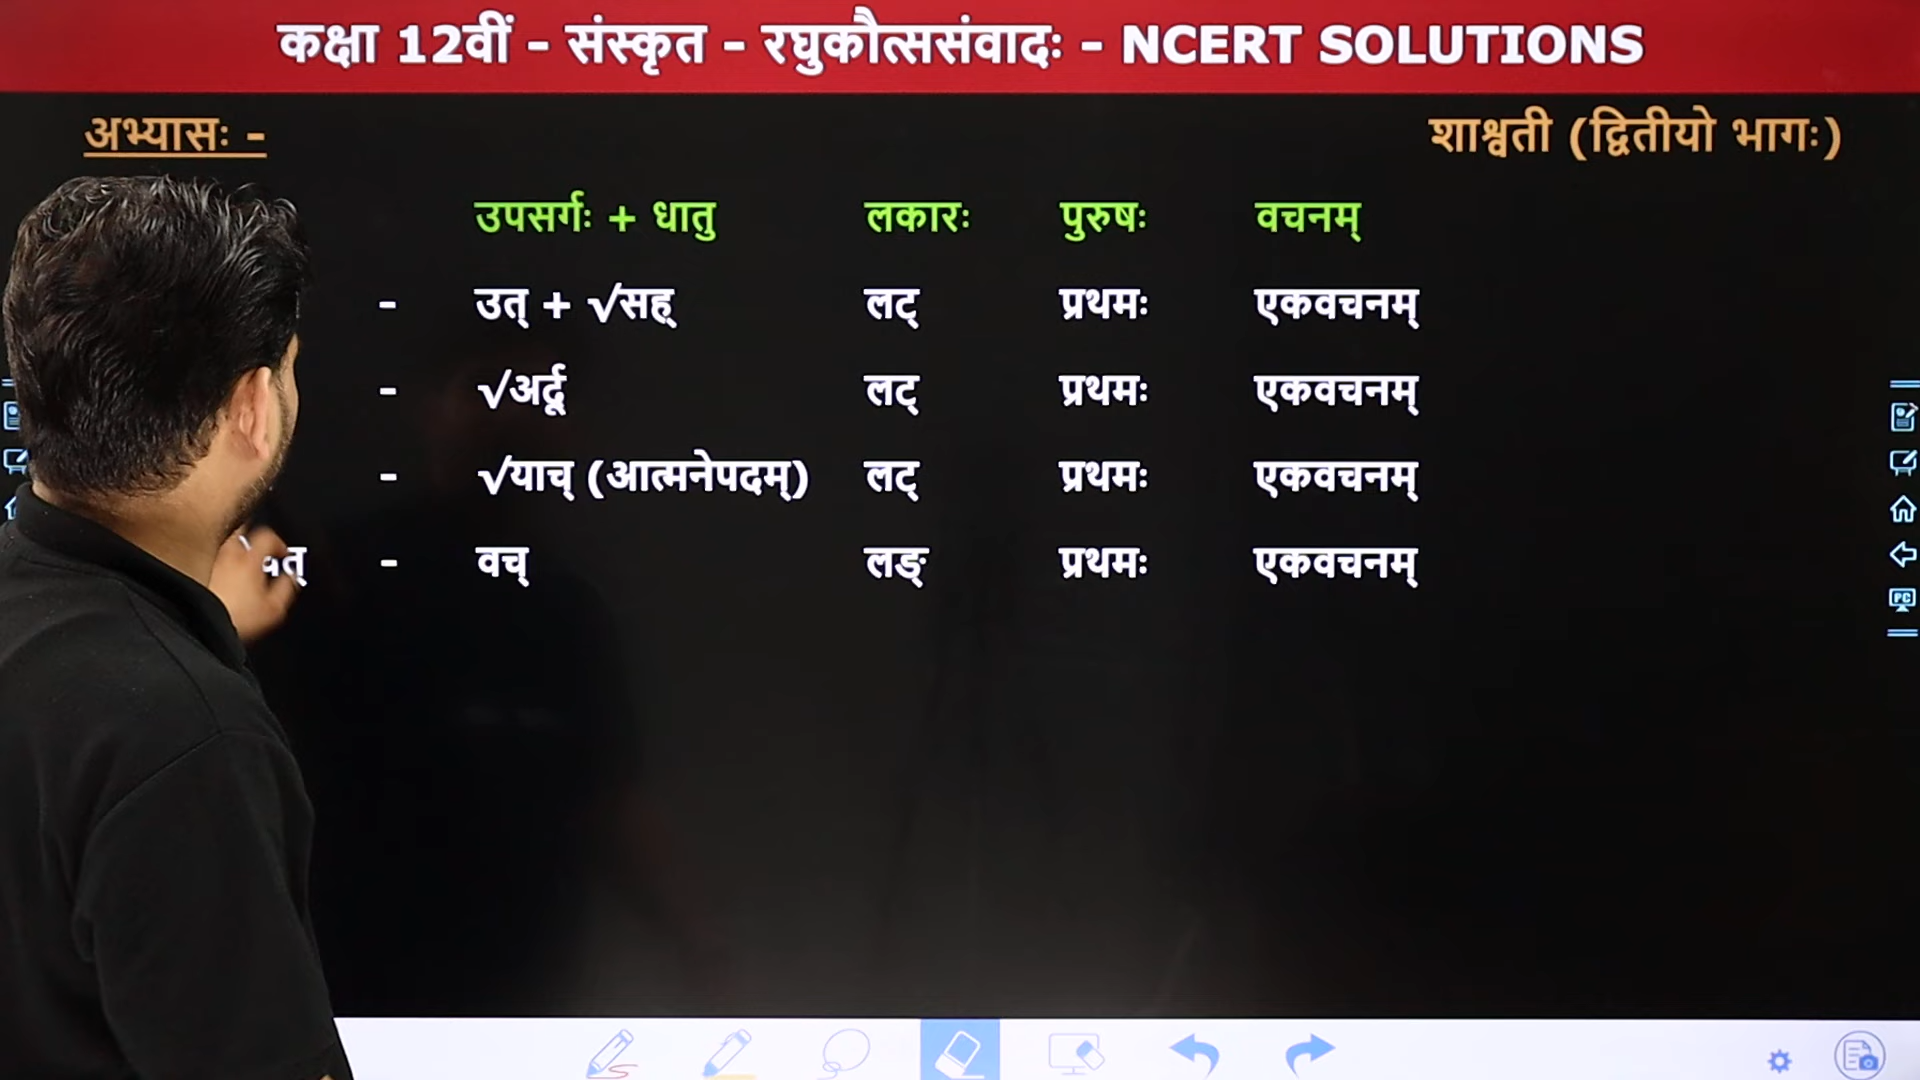 कक्षा 12वीं - संस्कृत - रघुकौत्ससंवादः - NCERT SOLUTIONS
अभ्यासः -
शाश्वती (द्वितीयो भागः)
उपसर्गः + धातु लकारः पुरुषः वचनम्
- उत् + √सह् लट् प्रथमः एकवचनम्
- √अर्दू लट् प्रथमः एकवचनम्
- √याच् (आत्मनेपदम्) लट् प्रथमः एकवचनम्
- वच् लङ् प्रथमः एकवचनम्
PC